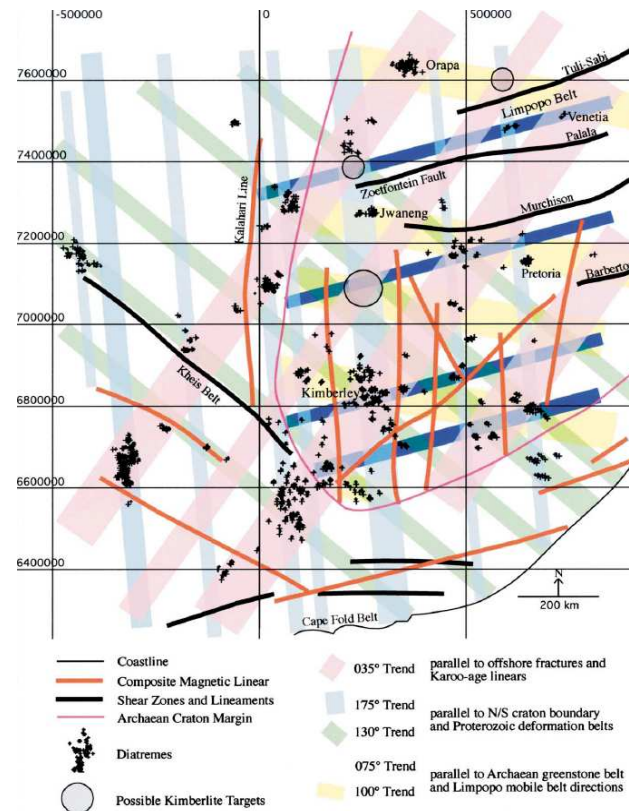 -500000 0 500000
7600000
7400000
7200000
7000000
6800000
6600000
6400000
Orapa
Tuli-Sabi
Limpopo Belt
Venetia
Palala
Zoetfontein Fault
Kalahari Line
Jwaneng
Murchison
Pretoria
Barberto
Kheis Belt
Kimberley
N
200 km
Cape Fold Belt
Coastline
Composite Magnetic Linear
Shear Zones and Lineaments
Archaean Craton Margin
Diatremes
Possible Kimberlite Targets
035° Trend parallel to offshore fractures and
Karoo-age linears
175° Trend parallel to N/S craton boundary
130° Trend and Proterozoic deformation belts
075° Trend parallel to Archaean greenstone belt
100° Trend and Limpopo mobile belt directions